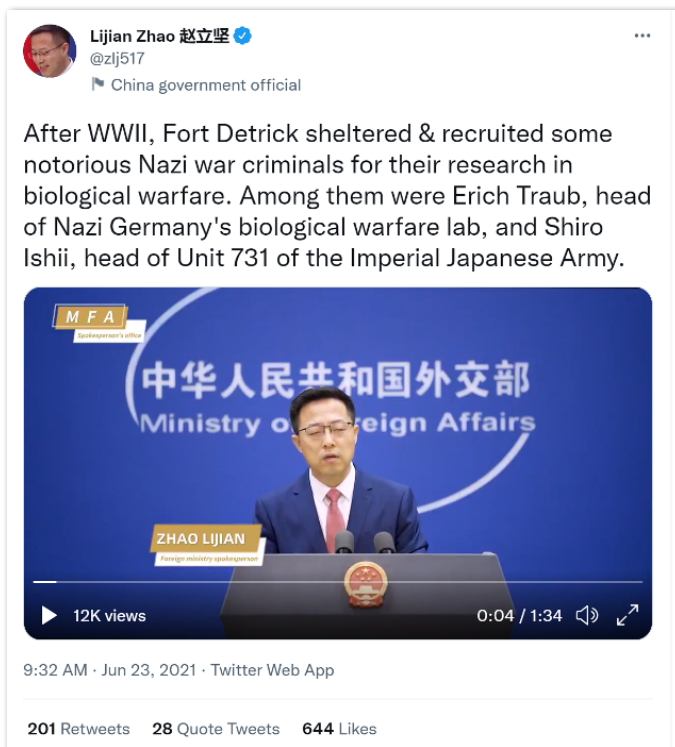 Lijian Zhao 赵立坚
@zlj517
China government official
After WWII, Fort Detrick sheltered & recruited some
notorious Nazi war criminals for their research in
biological warfare. Among them were Erich Traub, head
of Nazi Germany's biological warfare lab, and Shiro
Ishii, head of Unit 731 of the Imperial Japanese Army.
MFA
Spokesperson's office
中华人民共和国外交部
Ministry o eign Affairs
ZHAO LIJIAN
Foreign ministry spokesperson
12K views
0:04 / 1:34
9:32 AM · Jun 23, 2021 · Twitter Web App
201 Retweets 28 Quote Tweets 644 Likes